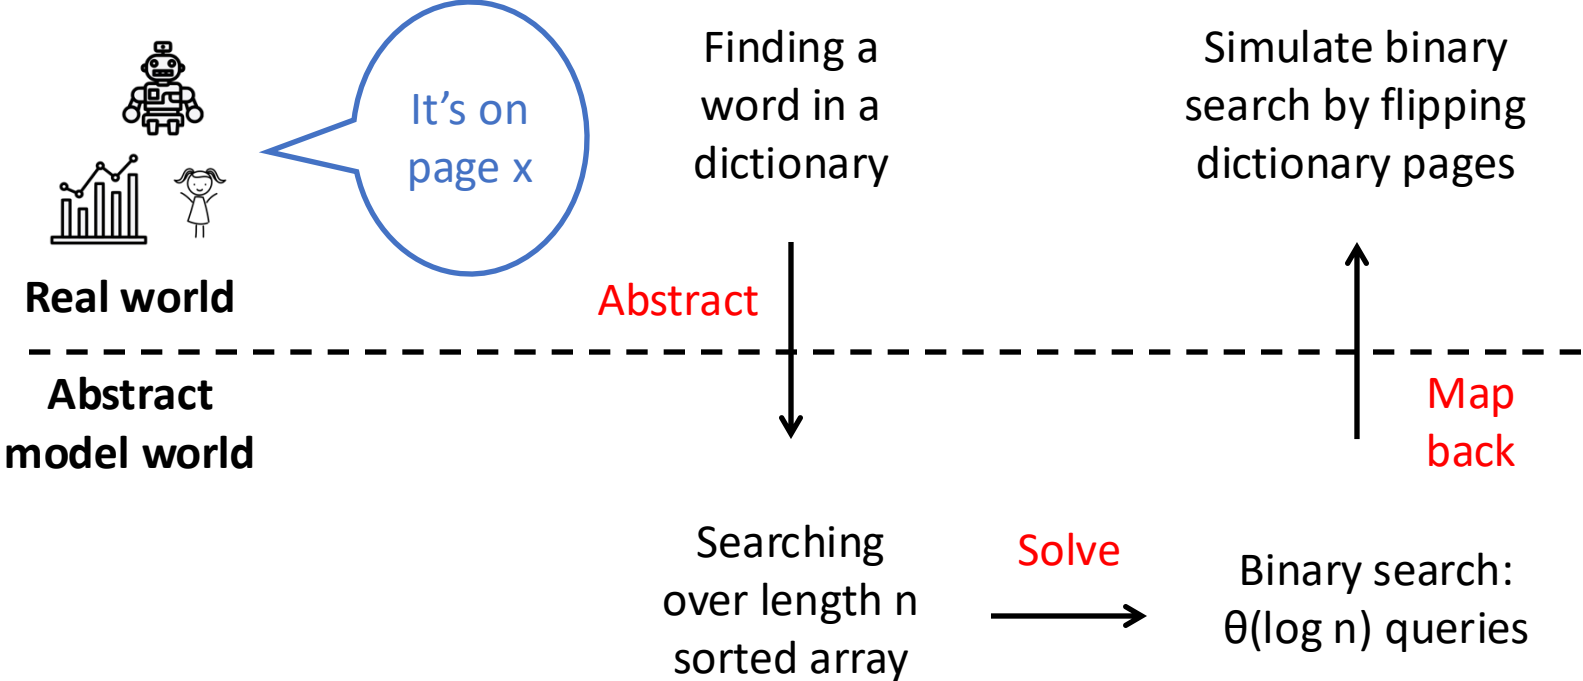 It’s on
page x
Finding a
word in a
dictionary
Simulate binary
search by flipping
dictionary pages
Real world
Abstract
Abstract
model world
Map
back
Searching
over length n
sorted array
Solve
Binary search:
θ(log n) queries